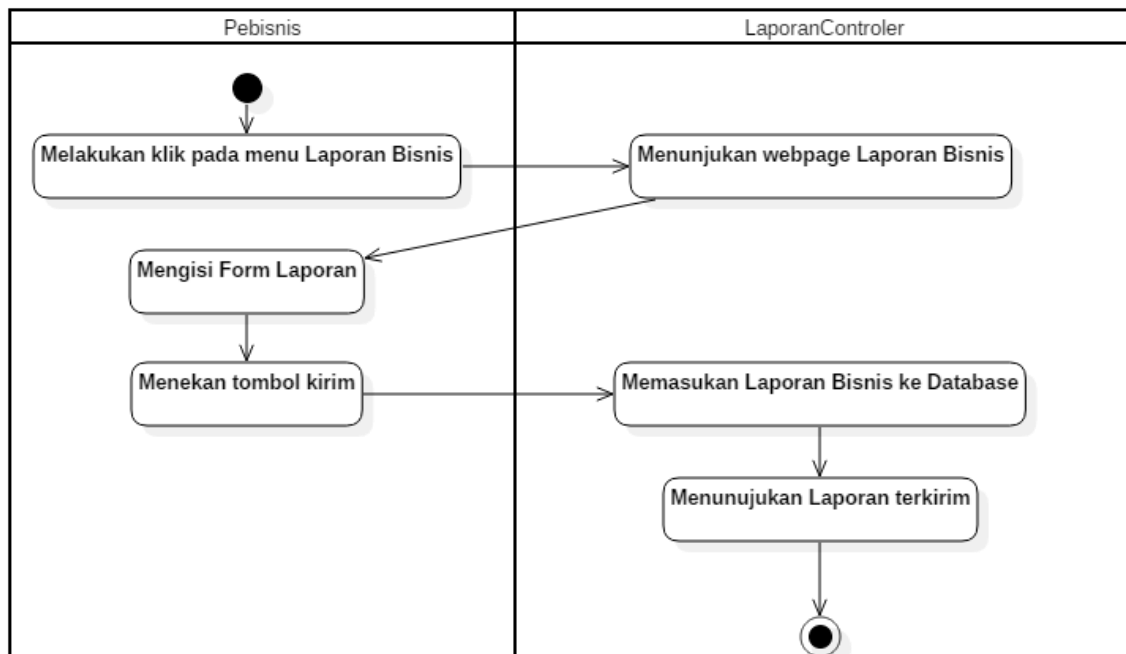 Pebisnis
LaporanControler
Melakukan klik pada menu Laporan Bisnis
Menunjukan webpage Laporan Bisnis
Mengisi Form Laporan
Menekan tombol kirim
Memasukan Laporan Bisnis ke Database
Menunujukan Laporan terkirim